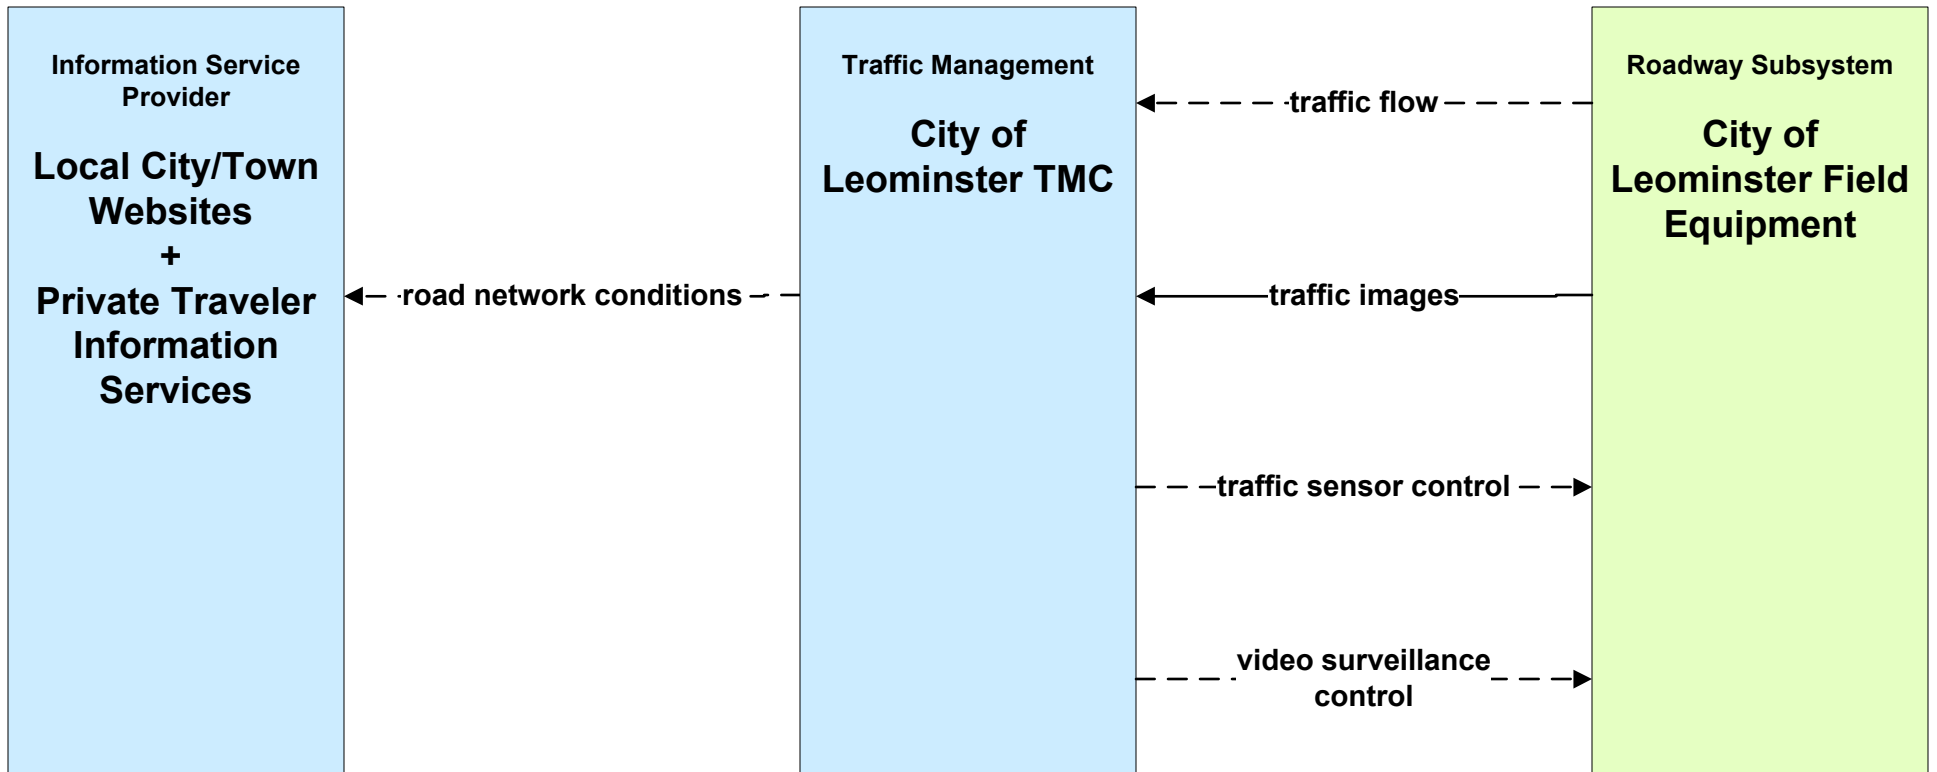 Information Service
Provider
Local City/Town
Websites
+
Private Traveler
Information
Services
road network conditions
Traffic Management
City of
Leominster TMC
traffic flow
traffic images
traffic sensor control
video surveillance
control
Roadway Subsystem
City of
Leominster Field
Equipment